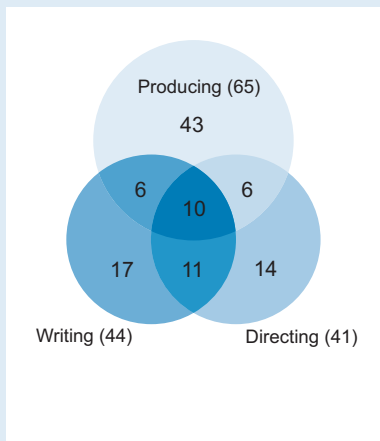 Producing (65)
43
6 6
10
17 11 14
Writing (44) Directing (41)